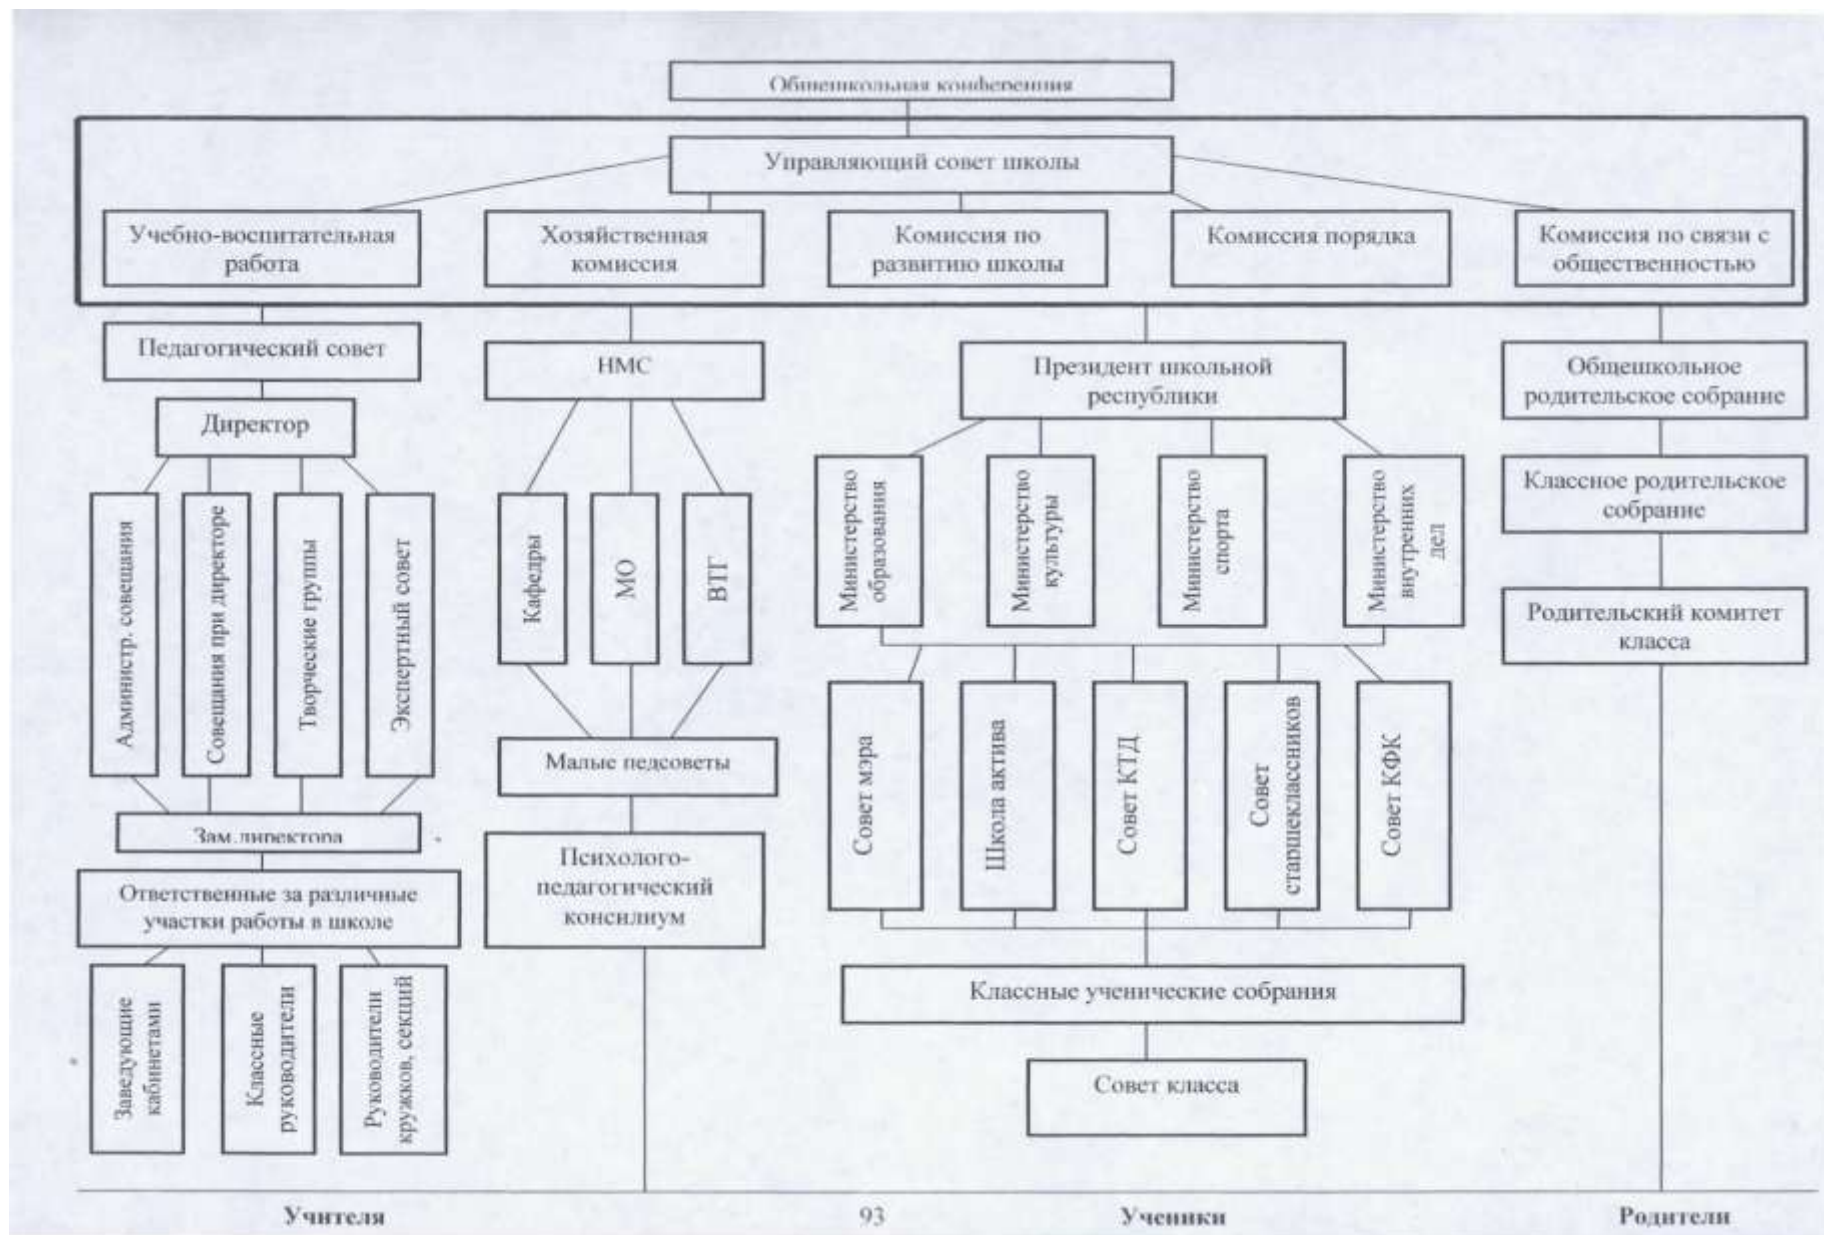 Общешкольная конференция
Управляющий совет школы
Учебно-воспитательная
работа
Хозяйственная
комиссия
Комиссия по
развитию школы
Комиссия порядка
Комиссия по связи с
общественностью
Педагогический совет
НМС
Президент школьной
республики
Общешкольное
родительское собрание
Директор
Министерство
образования
Министерство
культуры
Министерство
спорта
Министерство
внутренних
дел
Классное родительское
собрание
Администр. совещания
Совещания при директоре
Творческие группы
Экспертный совет
Кафедры
МО
ВТГ
Родительский комитет
класса
Малые педсоветы
Совет мэра
Школа актива
Совет КТД
Совет
старшеклассников
Совет КФК
Зам.директора
Психолого-
педагогический
консилиум
Ответственные за различные
участки работы в школе
Заведующие
кабинетами
Классные
руководители
Руководители
кружков, секций
Классные ученические собрания
Совет класса
Учителя
93
Ученики
Родители